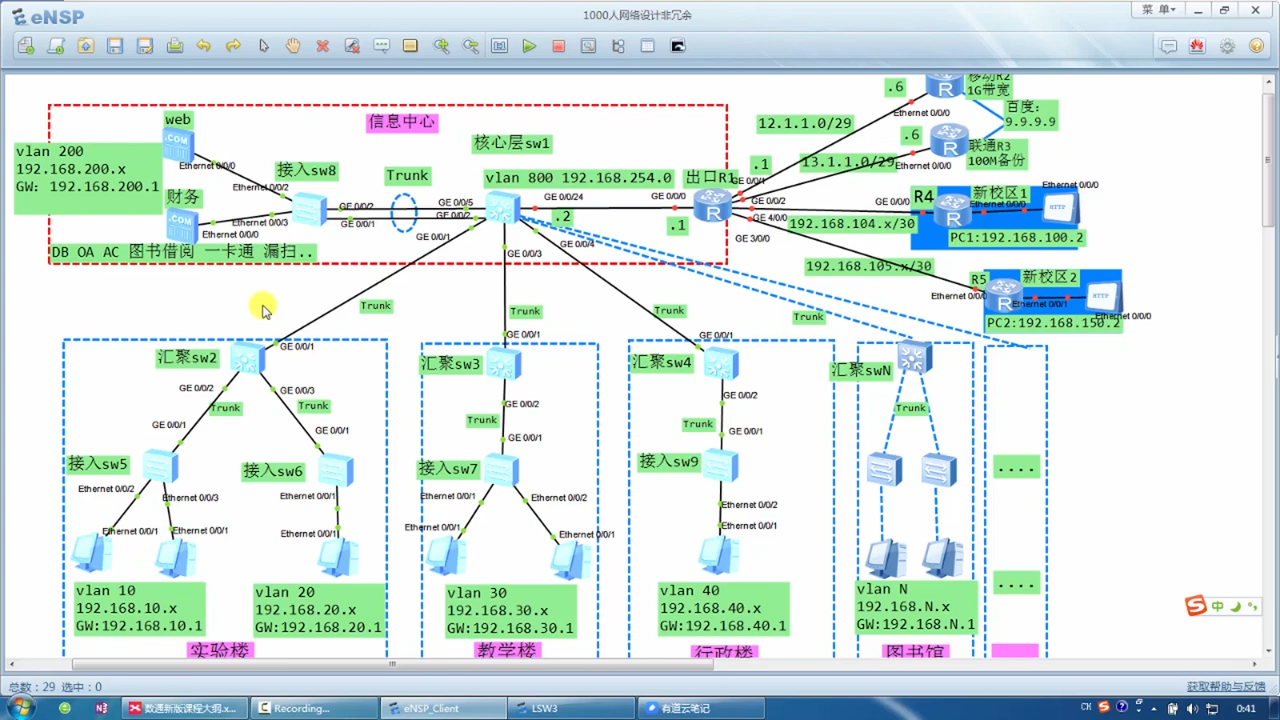 eNSP
1000人网络设计非冗余
菜 单
移动R2
1G带宽
.6
百度:
9.9.9.9
web
信息中心
核心层sw1
12.1.1.0/29
.6
联通R3
100M备份
vlan 200
192.168.200.x
GW: 192.168.200.1
Ethernet 0/0/0
接入sw8
Trunk
vlan 800 192.168.254.0
出口R1
.1
13.1.1.0/29
Ethernet 0/0/0
Ethernet 0/0/2
财务
GE 0/0/2
GE 0/0/5
GE 0/0/24
GE 0/0/0
GE 0/0/2
GE 0/0/0
R4
新校区1
Ethernet 0/0/0
Ethernet 0/0/0
HTTP
Ethernet 0/0/3
GE 0/0/1
GE 0/0/2
.2
.1
GE 4/0/0
192.168.104.x/30
PC1:192.168.100.2
Ethernet 0/0/0
GE 0/0/1
GE 0/0/4
GE 3/0/0
DB OA AC 图书借阅 一卡通 漏扫..
GE 0/0/3
192.168.105.x/30
R5
新校区2
Ethernet 0/0/0
Ethernet 0/0/1
HTTP
Ethernet 0/0/0
PC2:192.168.150.2
Trunk
Trunk
Trunk
Trunk
汇聚sw2
GE 0/0/1
汇聚sw3
GE 0/0/1
汇聚sw4
GE 0/0/1
汇聚swN
GE 0/0/2
GE 0/0/3
GE 0/0/2
GE 0/0/2
Trunk
Trunk
Trunk
Trunk
Trunk
GE 0/0/1
GE 0/0/1
GE 0/0/1
GE 0/0/1
接入sw5
接入sw6
接入sw7
接入sw9
....
Ethernet 0/0/2
Ethernet 0/0/3
Ethernet 0/0/1
Ethernet 0/0/1
Ethernet 0/0/2
Ethernet 0/0/2
Ethernet 0/0/1
Ethernet 0/0/1
Ethernet 0/0/1
Ethernet 0/0/1
Ethernet 0/0/1
Ethernet 0/0/1
....
vlan 10
192.168.10.x
GW:192.168.10.1
vlan 20
192.168.20.x
GW:192.168.20.1
vlan 30
192.168.30.x
GW:192.168.30.1
vlan 40
192.168.40.x
GW:192.168.40.1
vlan N
192.168.N.x
GW:192.168.N.1
实验楼
教学楼
行政楼
图书馆
中
总数: 29 选中: 0
获取帮助与反馈
数通新版课程大纲.x...
Recording...
eNSP_Client
LSW3
有道云笔记
CH
0:41